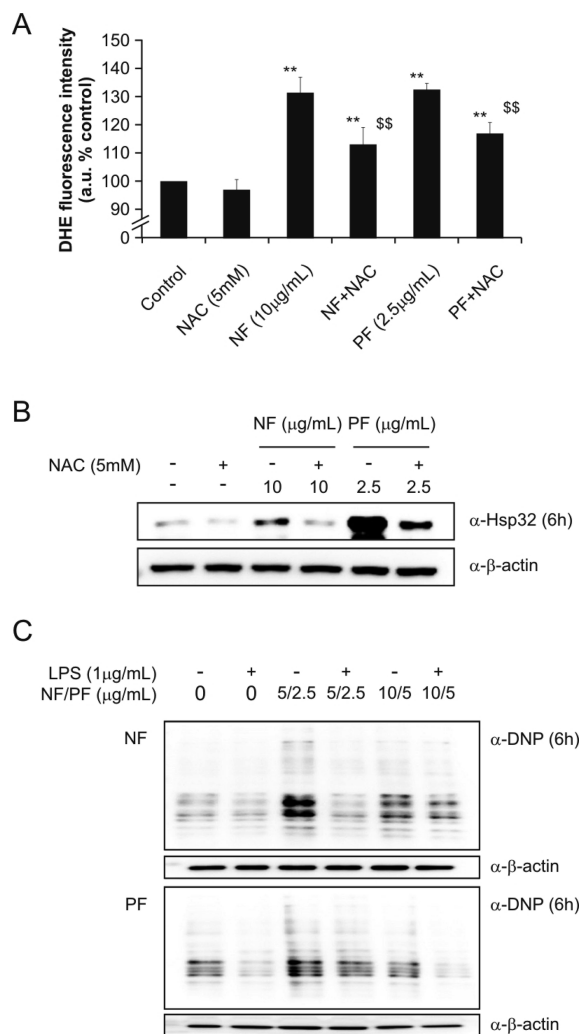 A
DHE fluorescence intensity
(a.u. % control)
140
130
120
110
100
90
0
**
**
$$
**
**
$$
Control
NAC (5mM)
NF (10μg/mL)
NF+NAC
PF (2.5μg/mL)
PF+NAC
B
NF (μg/mL) PF (μg/mL)
NAC (5mM) - + - + - +
- - 10 10 2.5 2.5
α-Hsp32 (6h)
α-β-actin
C
LPS (1μg/mL) - + - + - +
NF/PF (μg/mL) 0 0 5/2.5 5/2.5 10/5 10/5
NF α-DNP (6h)
α-β-actin
PF α-DNP (6h)
α-β-actin